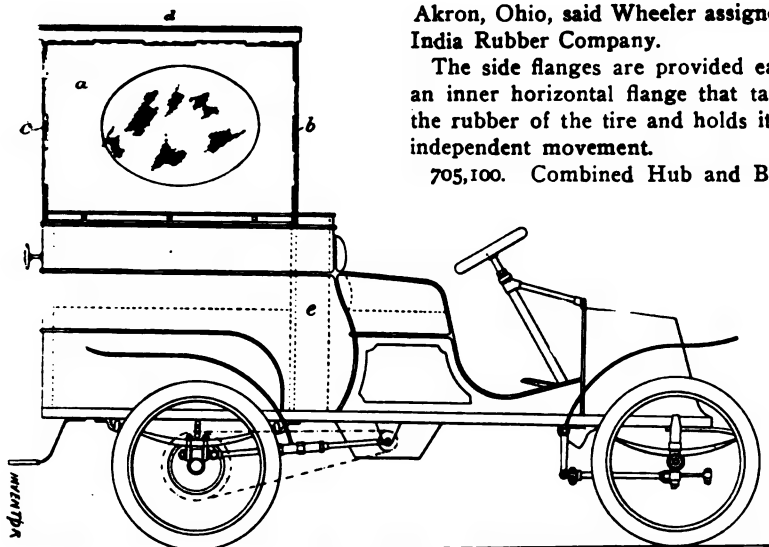 d
Akron, Ohio, said Wheeler assign
India Rubber Company.
The side flanges are provided ea
an inner horizontal flange that ta
the rubber of the tire and holds it
independent movement.
705,100. Combined Hub and B
a
c
b
e
INVENTOR